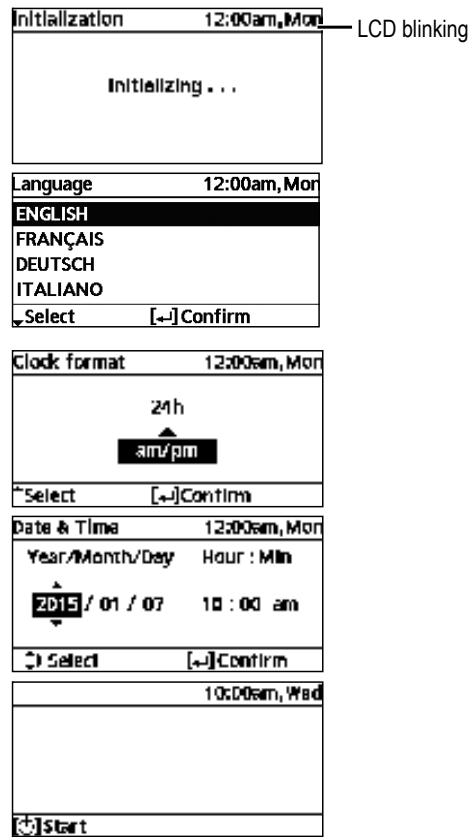 Initialization 12:00am,Mon
LCD blinking
Initializing . . .
Language 12:00am, Mon
ENGLISH
FRANÇAIS
DEUTSCH
ITALIANO
Select [↵] Confirm
Clock format 12:00am, Mon
24h
am/pm
Select [↵]Confirm
Date & Time 12:00am, Mon
Year/Month/Day Hour : Min
2015 / 01 / 07 10 : 00 am
Select [↵]Confirm
10:00am, Wed
[⏻]Start